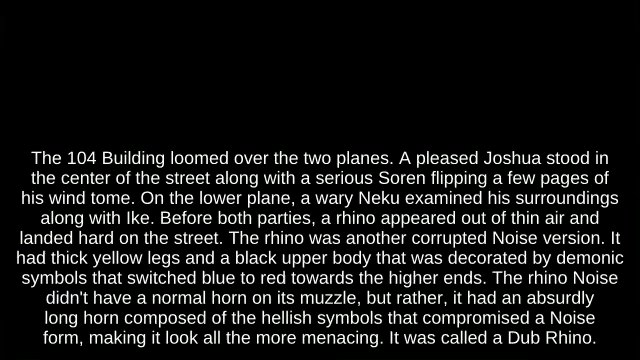 The 104 Building loomed over the two planes. A pleased Joshua stood in
the center of the street along with a serious Soren flipping a few pages of
his wind tome. On the lower plane, a wary Neku examined his surroundings
along with Ike. Before both parties, a rhino appeared out of thin air and
landed hard on the street. The rhino was another corrupted Noise version. It
had thick yellow legs and a black upper body that was decorated by demonic
symbols that switched blue to red towards the higher ends. The rhino Noise
didn't have a normal horn on its muzzle, but rather, it had an absurdly
long horn composed of the hellish symbols that compromised a Noise
form, making it look all the more menacing. It was called a Dub Rhino.